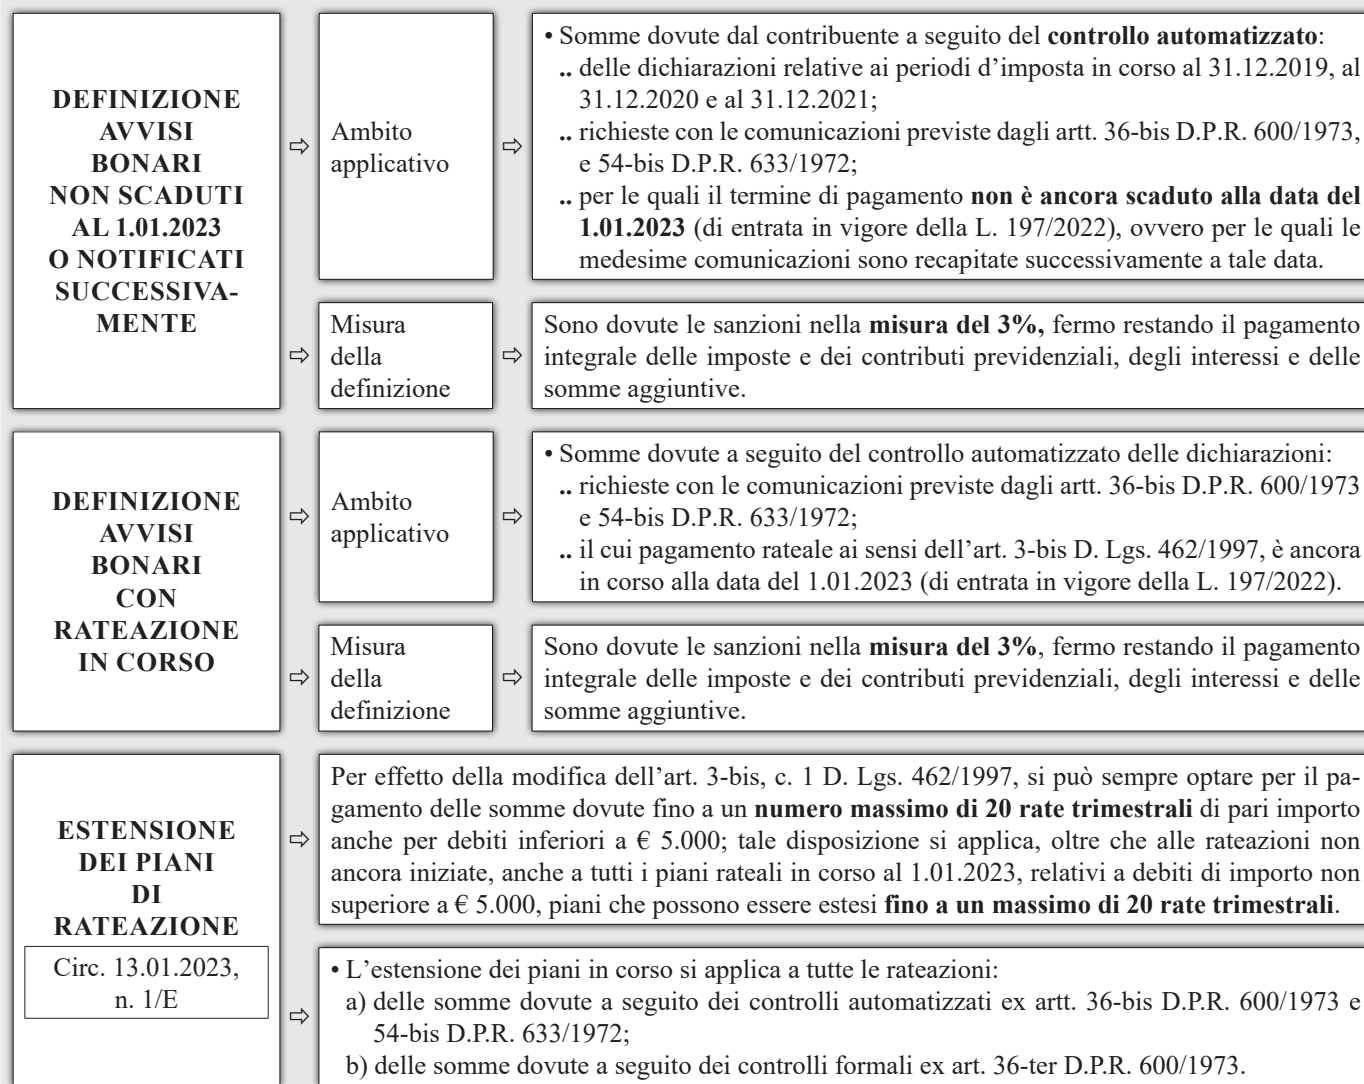 DEFINIZIONE
AVVISI
BONARI
NON SCADUTI
AL 1.01.2023
O NOTIFICATI
SUCCESSIVA-
MENTE
⇨
Ambito
applicativo
⇨
• Somme dovute dal contribuente a seguito del controllo automatizzato:
.. delle dichiarazioni relative ai periodi d’imposta in corso al 31.12.2019, al
31.12.2020 e al 31.12.2021;
.. richieste con le comunicazioni previste dagli artt. 36-bis D.P.R. 600/1973,
e 54-bis D.P.R. 633/1972;
.. per le quali il termine di pagamento non è ancora scaduto alla data del
1.01.2023 (di entrata in vigore della L. 197/2022), ovvero per le quali le
medesime comunicazioni sono recapitate successivamente a tale data.
⇨
Misura
della
definizione
⇨
Sono dovute le sanzioni nella misura del 3%, fermo restando il pagamento
integrale delle imposte e dei contributi previdenziali, degli interessi e delle
somme aggiuntive.
DEFINIZIONE
AVVISI
BONARI
CON
RATEAZIONE
IN CORSO
⇨
Ambito
applicativo
⇨
• Somme dovute a seguito del controllo automatizzato delle dichiarazioni:
.. richieste con le comunicazioni previste dagli artt. 36-bis D.P.R. 600/1973
e 54-bis D.P.R. 633/1972;
.. il cui pagamento rateale ai sensi dell’art. 3-bis D. Lgs. 462/1997, è ancora
in corso alla data del 1.01.2023 (di entrata in vigore della L. 197/2022).
⇨
Misura
della
definizione
⇨
Sono dovute le sanzioni nella misura del 3%, fermo restando il pagamento
integrale delle imposte e dei contributi previdenziali, degli interessi e delle
somme aggiuntive.
ESTENSIONE
DEI PIANI
DI
RATEAZIONE
Circ. 13.01.2023,
n. 1/E
⇨
Per effetto della modifica dell’art. 3-bis, c. 1 D. Lgs. 462/1997, si può sempre optare per il pa-
gamento delle somme dovute fino a un numero massimo di 20 rate trimestrali di pari importo
anche per debiti inferiori a € 5.000; tale disposizione si applica, oltre che alle rateazioni non
ancora iniziate, anche a tutti i piani rateali in corso al 1.01.2023, relativi a debiti di importo non
superiore a € 5.000, piani che possono essere estesi fino a un massimo di 20 rate trimestrali.
⇨
• L’estensione dei piani in corso si applica a tutte le rateazioni:
a) delle somme dovute a seguito dei controlli automatizzati ex artt. 36-bis D.P.R. 600/1973 e
54-bis D.P.R. 633/1972;
b) delle somme dovute a seguito dei controlli formali ex art. 36-ter D.P.R. 600/1973.